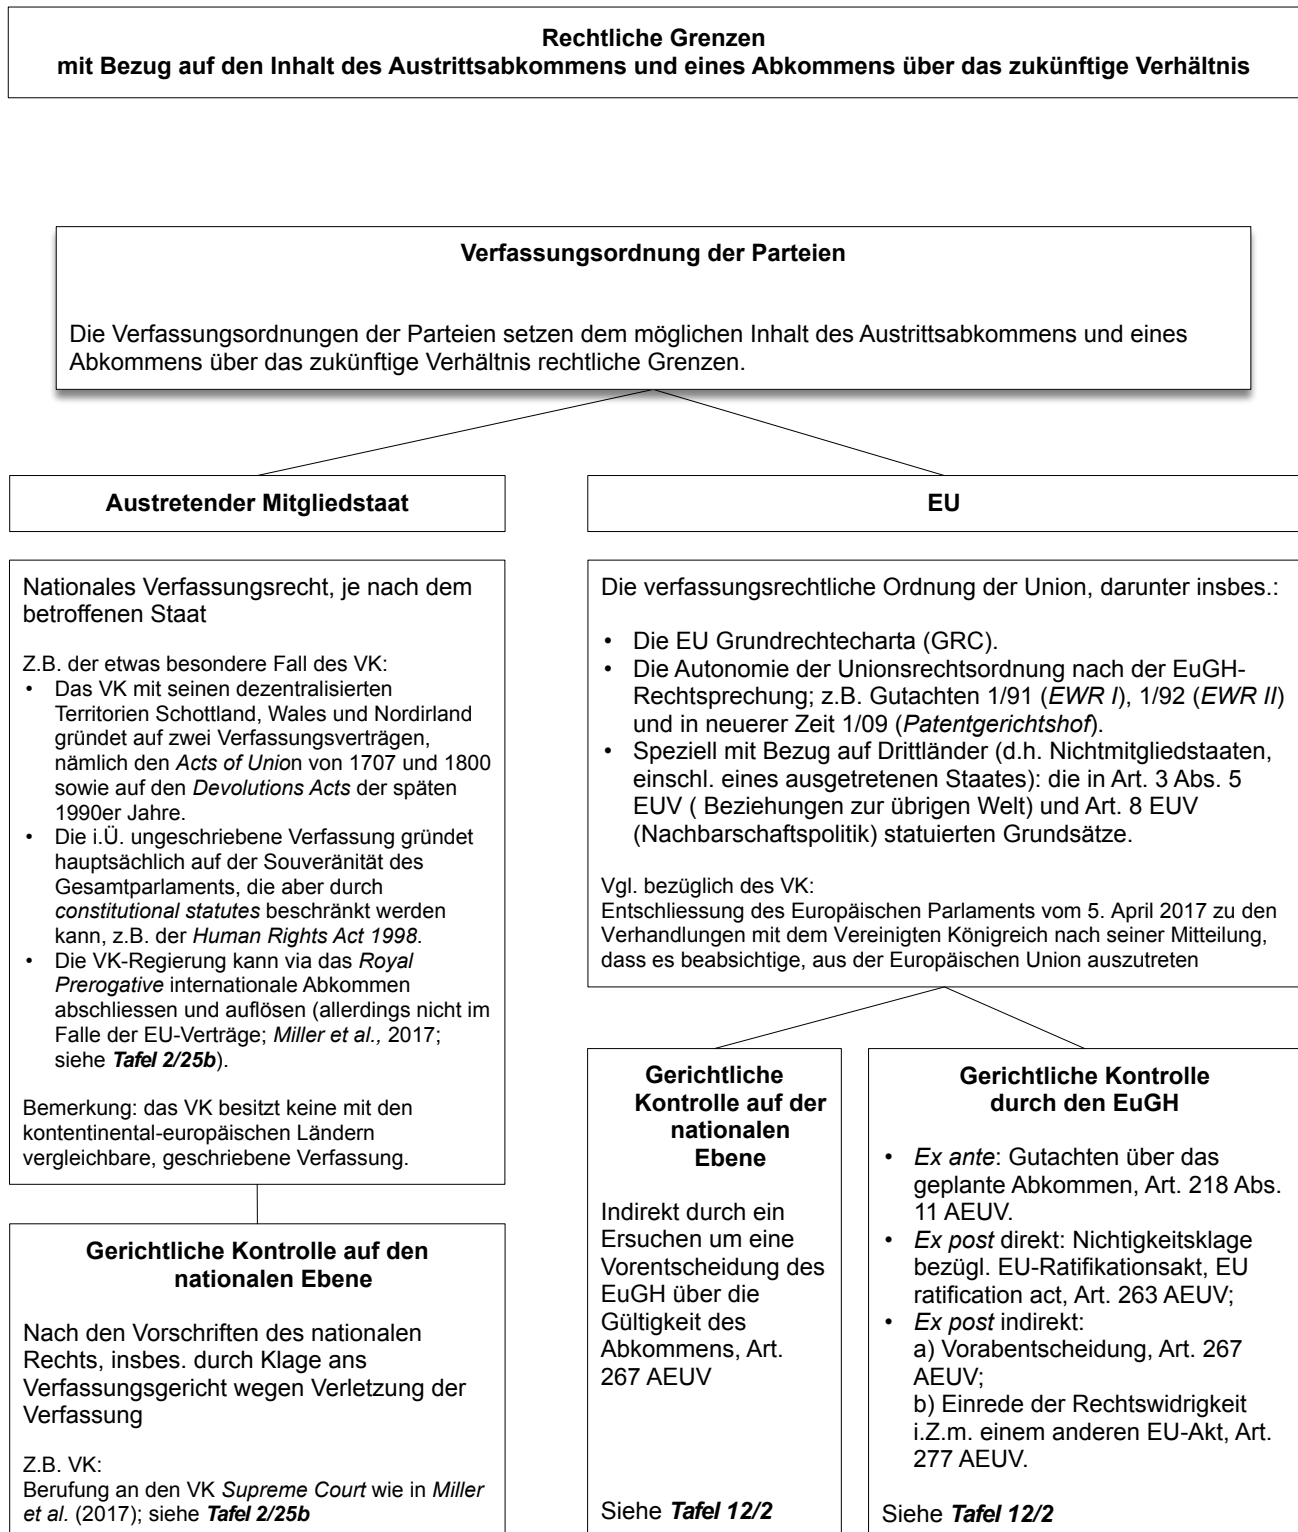 Rechtliche Grenzen
mit Bezug auf den Inhalt des Austrittsabkommens und eines Abkommens über das zukünftige Verhältnis
Verfassungsordnung der Parteien
Die Verfassungsordnungen der Parteien setzen dem möglichen Inhalt des Austrittsabkommens und eines
Abkommens über das zukünftige Verhältnis rechtliche Grenzen.
Austretender Mitgliedstaat
Nationales Verfassungsrecht, je nach dem
betroffenen Staat
Z.B. der etwas besondere Fall des VK:
• Das VK mit seinen dezentralisierten
Territorien Schottland, Wales und Nordirland
gründet auf zwei Verfassungsverträgen,
nämlich den Acts of Union von 1707 und 1800
sowie auf den Devolutions Acts der späten
1990er Jahre.
• Die i.Ü. ungeschriebene Verfassung gründet
hauptsächlich auf der Souveränität des
Gesamtparlaments, die aber durch
constitutional statutes beschränkt werden
kann, z.B. der Human Rights Act 1998.
• Die VK-Regierung kann via das Royal
Prerogative internationale Abkommen
abschliessen und auflösen (allerdings nicht im
Falle der EU-Verträge; Miller et al., 2017;
siehe Tafel 2/25b).
Bemerkung: das VK besitzt keine mit den
kontentinental-europäischen Ländern
vergleichbare, geschriebene Verfassung.
Gerichtliche Kontrolle auf den
nationalen Ebene
Nach den Vorschriften des nationalen
Rechts, insbes. durch Klage ans
Verfassungsgericht wegen Verletzung der
Verfassung
Z.B. VK:
Berufung an den VK Supreme Court wie in Miller
et al. (2017); siehe Tafel 2/25b
EU
Die verfassungsrechtliche Ordnung der Union, darunter insbes.:
• Die EU Grundrechtecharta (GRC).
• Die Autonomie der Unionsrechtsordnung nach der EuGH-
Rechtsprechung; z.B. Gutachten 1/91 (EWR I), 1/92 (EWR II)
und in neuerer Zeit 1/09 (Patentgerichtshof).
• Speziell mit Bezug auf Drittländer (d.h. Nichtmitgliedstaaten,
einschl. eines ausgetretenen Staates): die in Art. 3 Abs. 5
EUV ( Beziehungen zur übrigen Welt) und Art. 8 EUV
(Nachbarschaftspolitik) statuierten Grundsätze.
Vgl. bezüglich des VK:
Entschliessung des Europäischen Parlaments vom 5. April 2017 zu den
Verhandlungen mit dem Vereinigten Königreich nach seiner Mitteilung,
dass es beabsichtige, aus der Europäischen Union auszutreten
Gerichtliche
Kontrolle auf der
nationalen
Ebene
Indirekt durch ein
Ersuchen um eine
Vorentscheidung des
EuGH über die
Gültigkeit des
Abkommens, Art.
267 AEUV
Siehe Tafel 12/2
Gerichtliche Kontrolle
durch den EuGH
• Ex ante: Gutachten über das
geplante Abkommen, Art. 218 Abs.
11 AEUV.
• Ex post direkt: Nichtigkeitsklage
bezügl. EU-Ratifikationsakt, EU
ratification act, Art. 263 AEUV;
• Ex post indirekt:
a) Vorabentscheidung, Art. 267
AEUV;
b) Einrede der Rechtswidrigkeit
i.Z.m. einem anderen EU-Akt, Art.
277 AEUV.
Siehe Tafel 12/2